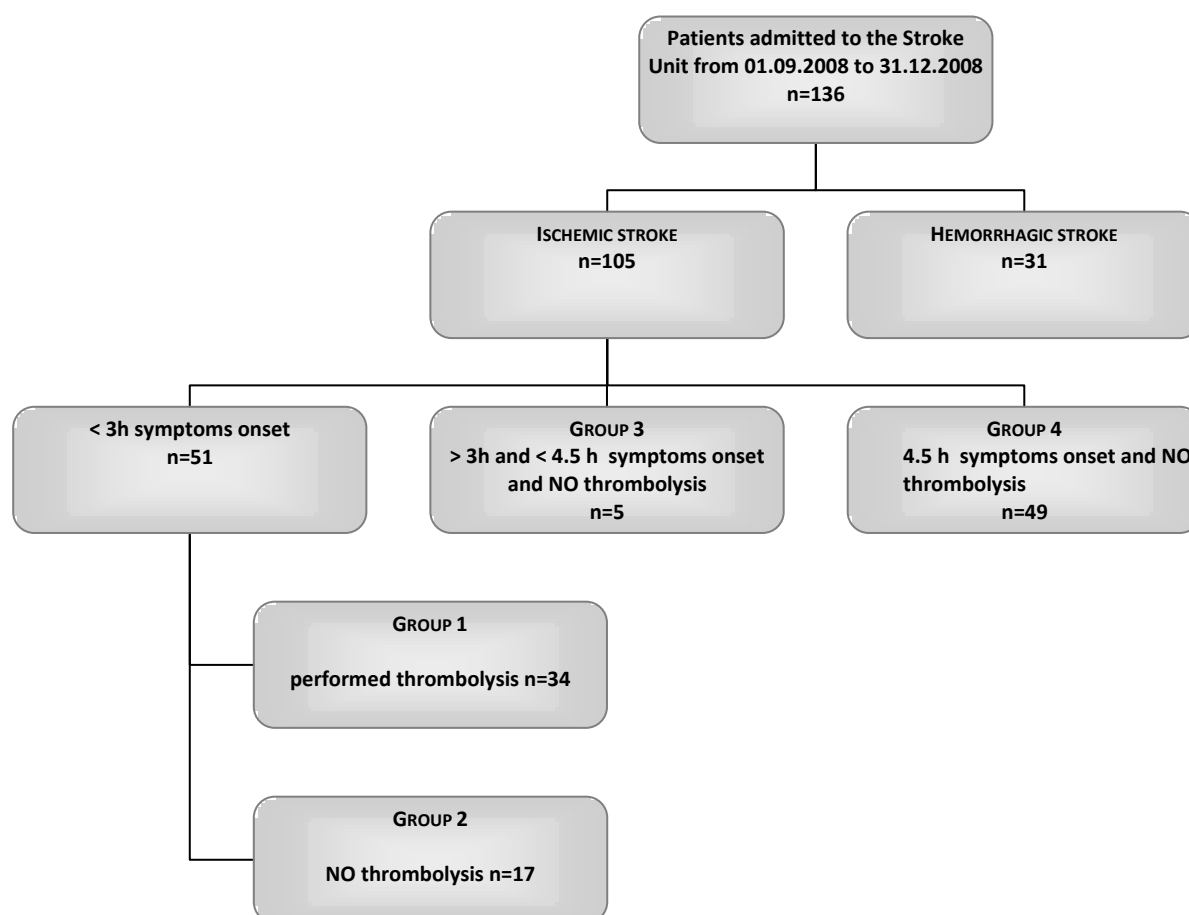 Patients admitted to the Stroke
Unit from 01.09.2008 to 31.12.2008
n=136
ISCHEMIC STROKE
n=105
HEMORRHAGIC STROKE
n=31
< 3h symptoms onset
n=51
GROUP 3
> 3h and < 4.5 h symptoms onset
and NO thrombolysis
n=5
GROUP 4
4.5 h symptoms onset and NO
thrombolysis
n=49
GROUP 1
performed thrombolysis n=34
GROUP 2
NO thrombolysis n=17